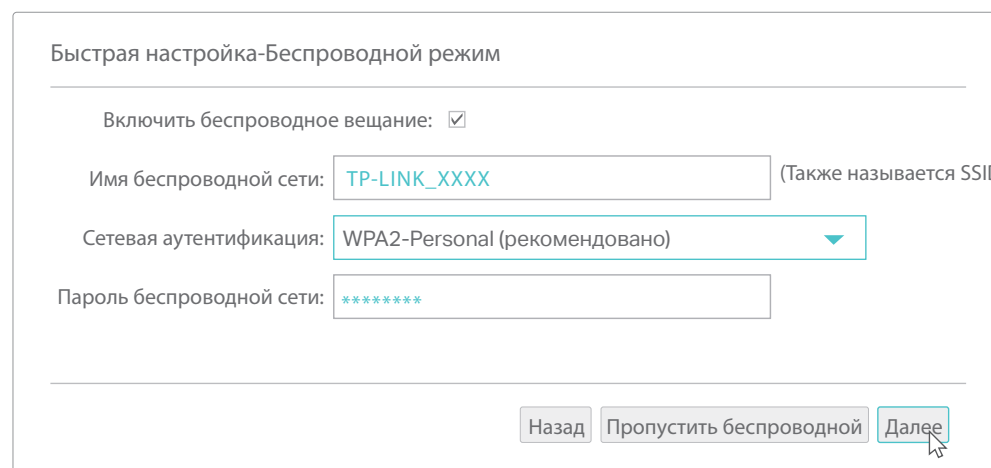 Быстрая настройка-Беспроводной режим
Включить беспроводное вещание:
Имя беспроводной сети: TP-LINK_XXXX (Также называется SSI
Сетевая аутентификация: WPA2-Personal (рекомендовано)
Пароль беспроводной сети: ********
Назад Пропустить беспроводной Далее